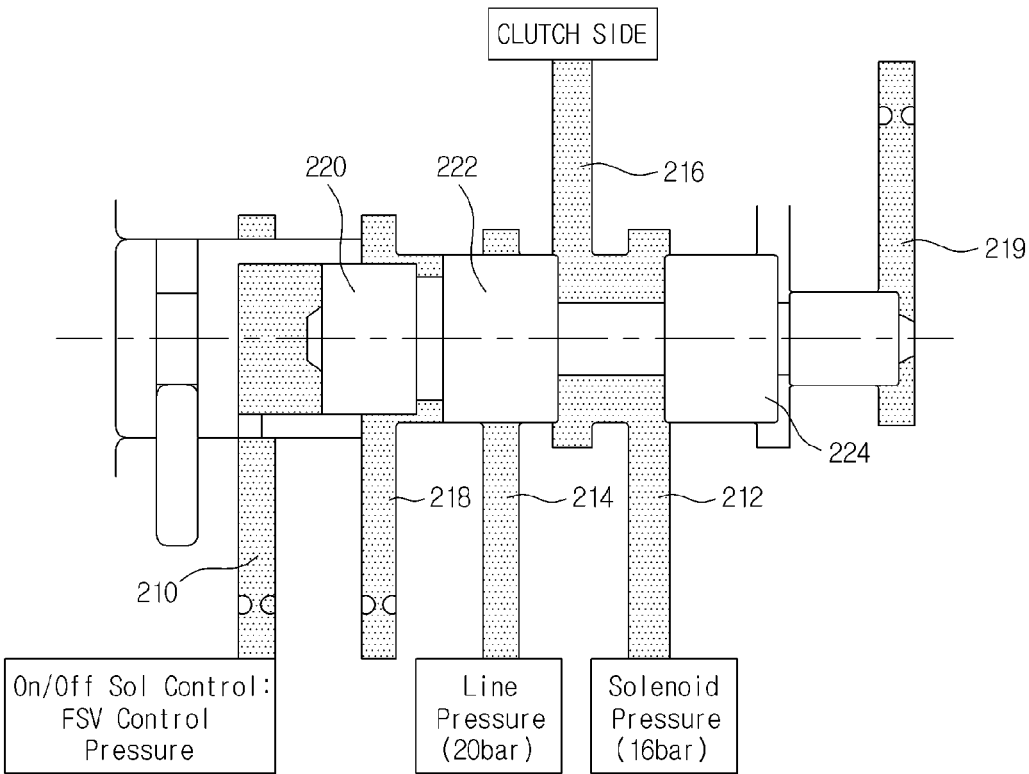 CLUTCH SIDE
220
222
216
219
224
218
214
212
210
On/Off Sol Control:
FSV Control
Pressure
Line
Pressure
(20bar)
Solenoid
Pressure
(16bar)